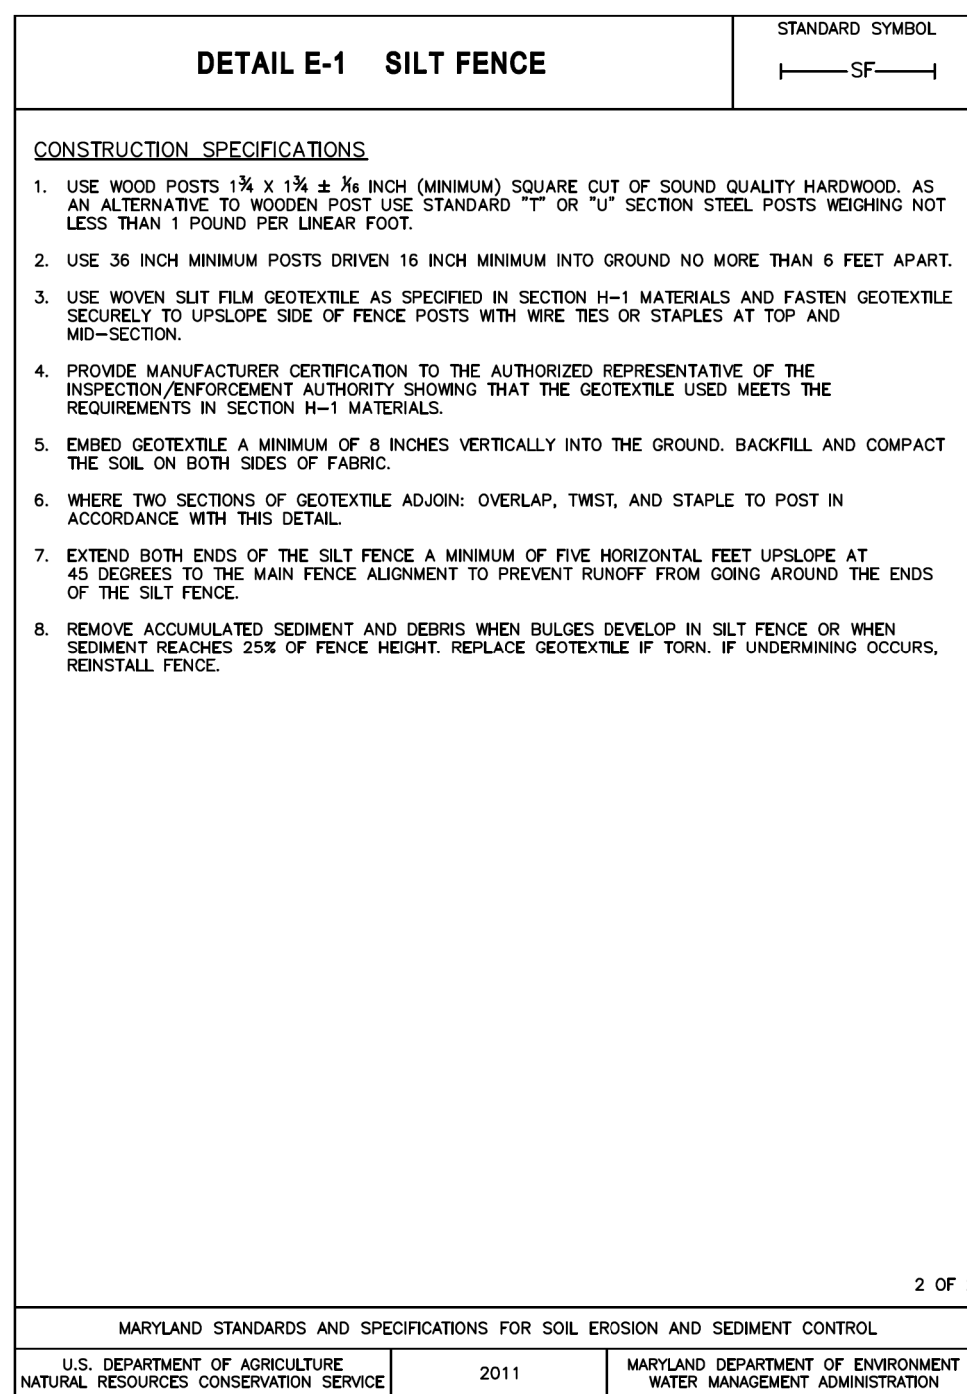 STANDARD SYMBOL
DETAIL E-1 SILT FENCE
SF
CONSTRUCTION SPECIFICATIONS
1. USE WOOD POSTS 1¾ X 1¾ ± 1/16 INCH (MINIMUM) SQUARE CUT OF SOUND QUALITY HARDWOOD. AS
AN ALTERNATIVE TO WOODEN POST USE STANDARD "T" OR "U" SECTION STEEL POSTS WEIGHING NOT
LESS THAN 1 POUND PER LINEAR FOOT.
2. USE 36 INCH MINIMUM POSTS DRIVEN 16 INCH MINIMUM INTO GROUND NO MORE THAN 6 FEET APART.
3. USE WOVEN SLIT FILM GEOTEXTILE AS SPECIFIED IN SECTION H-1 MATERIALS AND FASTEN GEOTEXTILE
SECURELY TO UPSLOPE SIDE OF FENCE POSTS WITH WIRE TIES OR STAPLES AT TOP AND
MID-SECTION.
4. PROVIDE MANUFACTURER CERTIFICATION TO THE AUTHORIZED REPRESENTATIVE OF THE
INSPECTION/ENFORCEMENT AUTHORITY SHOWING THAT THE GEOTEXTILE USED MEETS THE
REQUIREMENTS IN SECTION H-1 MATERIALS.
5. EMBED GEOTEXTILE A MINIMUM OF 8 INCHES VERTICALLY INTO THE GROUND. BACKFILL AND COMPACT
THE SOIL ON BOTH SIDES OF FABRIC.
6. WHERE TWO SECTIONS OF GEOTEXTILE ADJOIN: OVERLAP, TWIST, AND STAPLE TO POST IN
ACCORDANCE WITH THIS DETAIL.
7. EXTEND BOTH ENDS OF THE SILT FENCE A MINIMUM OF FIVE HORIZONTAL FEET UPSLOPE AT
45 DEGREES TO THE MAIN FENCE ALIGNMENT TO PREVENT RUNOFF FROM GOING AROUND THE ENDS
OF THE SILT FENCE.
8. REMOVE ACCUMULATED SEDIMENT AND DEBRIS WHEN BULGES DEVELOP IN SILT FENCE OR WHEN
SEDIMENT REACHES 25% OF FENCE HEIGHT. REPLACE GEOTEXTILE IF TORN. IF UNDERMINING OCCURS,
REINSTALL FENCE.
2 OF
MARYLAND STANDARDS AND SPECIFICATIONS FOR SOIL EROSION AND SEDIMENT CONTROL
U.S. DEPARTMENT OF AGRICULTURE
NATURAL RESOURCES CONSERVATION SERVICE
2011
MARYLAND DEPARTMENT OF ENVIRONMENT
WATER MANAGEMENT ADMINISTRATION